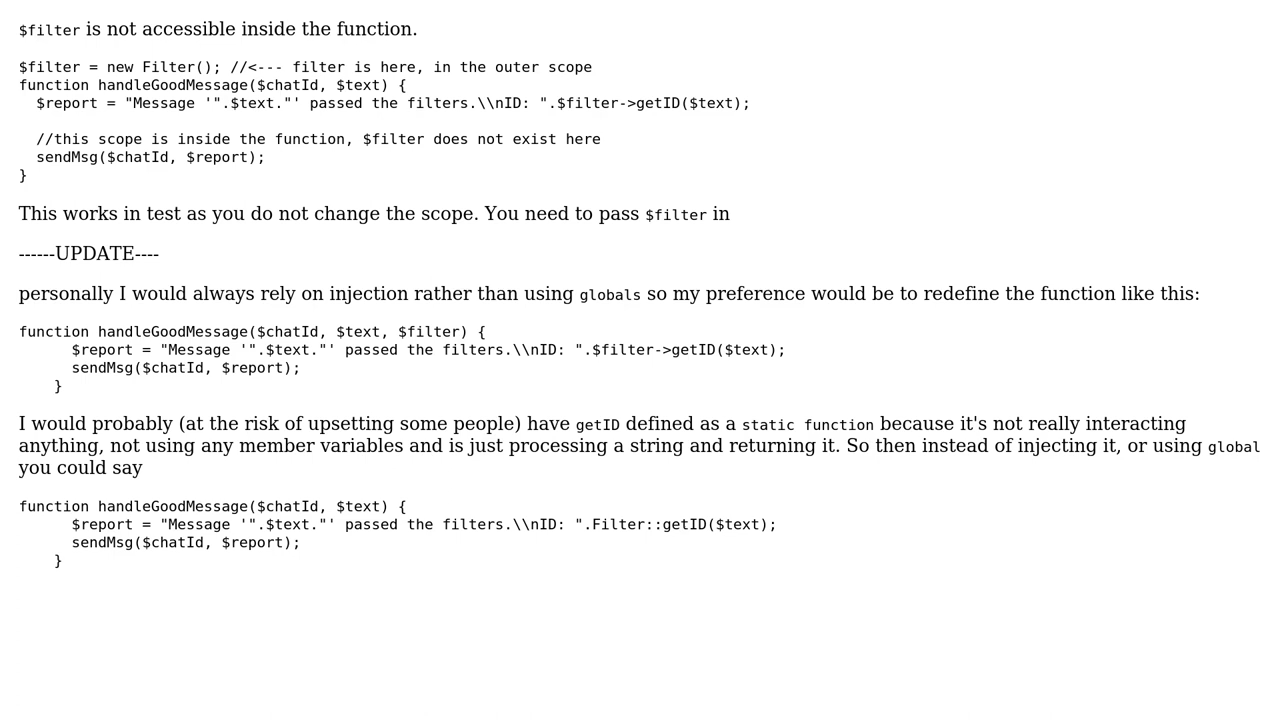 $filter is not accessible inside the function.
$filter = new Filter(); //<--- filter is here, in the outer scope
function handleGoodMessage($chatId, $text) {
  $report = "Message '".$text."' passed the filters.\\nID: ".$filter->getID($text);
  //this scope is inside the function, $filter does not exist here
  sendMsg($chatId, $report);
}
This works in test as you do not change the scope. You need to pass $filter in
------UPDATE----
personally I would always rely on injection rather than using globals so my preference would be to redefine the function like this:
function handleGoodMessage($chatId, $text, $filter) {
      $report = "Message '".$text."' passed the filters.\\nID: ".$filter->getID($text);
      sendMsg($chatId, $report);
    }
I would probably (at the risk of upsetting some people) have getID defined as a static function because it's not really interacting
anything, not using any member variables and is just processing a string and returning it. So then instead of injecting it, or using global
you could say
function handleGoodMessage($chatId, $text) {
      $report = "Message '".$text."' passed the filters.\\nID: ".Filter::getID($text);
      sendMsg($chatId, $report);
    }